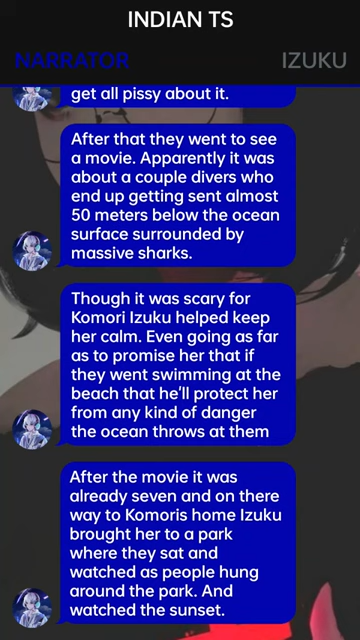 INDIAN TS
NARRATOR
IZUKU
get all pissy about it.
After that they went to see
a movie. Apparently it was
about a couple divers who
end up getting sent almost
50 meters below the ocean
surface surrounded by
massive sharks.
Though it was scary for
Komori Izuku helped keep
her calm. Even going as far
as to promise her that if
they went swimming at the
beach that he'll protect her
from any kind of danger
the ocean throws at them
After the movie it was
already seven and on there
way to Komoris home Izuku
brought her to a park
where they sat and
watched as people hung
around the park. And
watched the sunset.